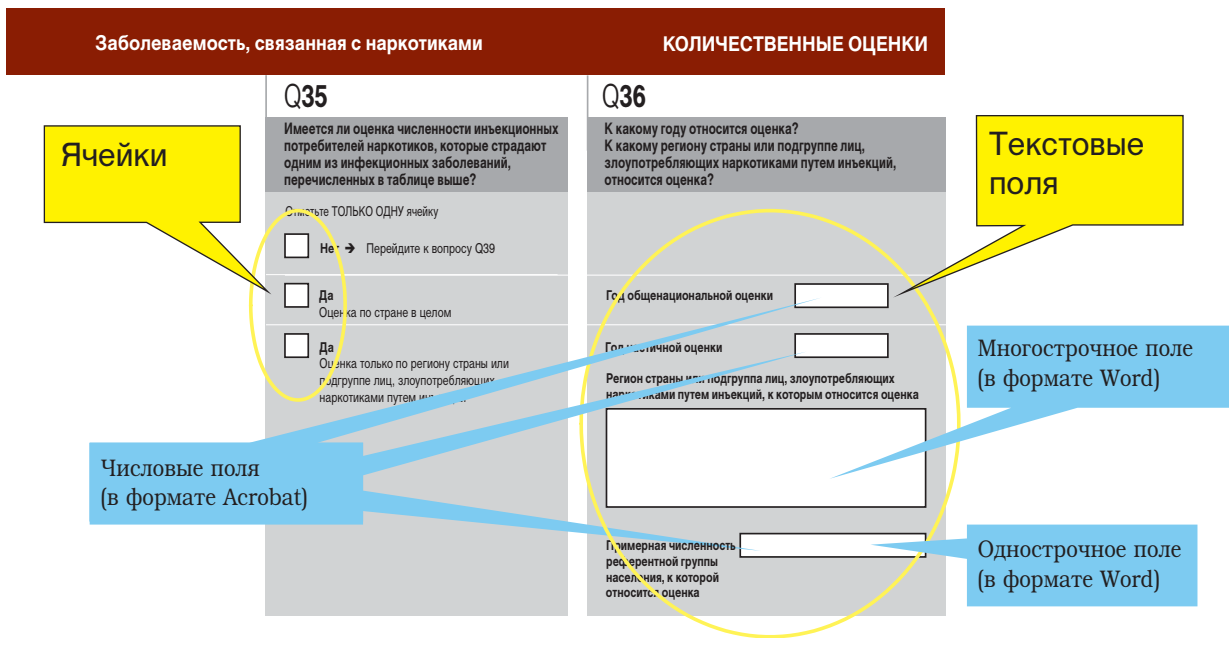 Заболеваемость, связанная с наркотиками
КОЛИЧЕСТВЕННЫЕ ОЦЕНКИ
Q35
Имеется ли оценка численности инъекционных
потребителей наркотиков, которые страдают
одним из инфекционных заболеваний,
перечисленных в таблице выше?
Отметьте ТОЛЬКО ОДНУ ячейку
Нет → Перейдите к вопросу Q39
Да
Оценка по стране в целом
Да
Оценка только по региону страны или
подгруппе лиц, злоупотребляющих
наркотиками путем инъекций
Q36
К какому году относится оценка?
К какому региону страны или подгруппе лиц,
злоупотребляющих наркотиками путем инъекций,
относится оценка?
Год общенациональной оценки
Год частичной оценки
Регион страны или подгруппа лиц, злоупотребляющих
наркотиками путем инъекций, к которым относится оценка
Примерная численность
референтной группы
населения, к которой
относится оценка
Ячейки
Текстовые
поля
Многострочное поле
(в формате Word)
Числовые поля
(в формате Acrobat)
Однострочное поле
(в формате Word)